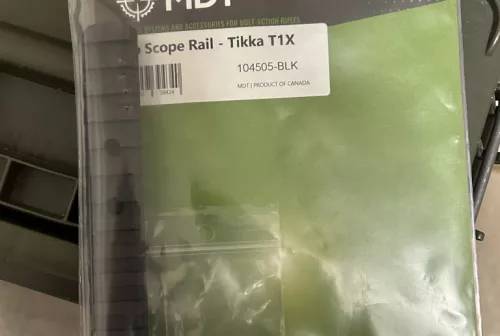 MDT
SYSTEMS AND ACCESSORIES FOR BOLT ACTION RIFLES
Scope Rail - Tikka T1X
104505-BLK
MDT | PRODUCT OF CANADA